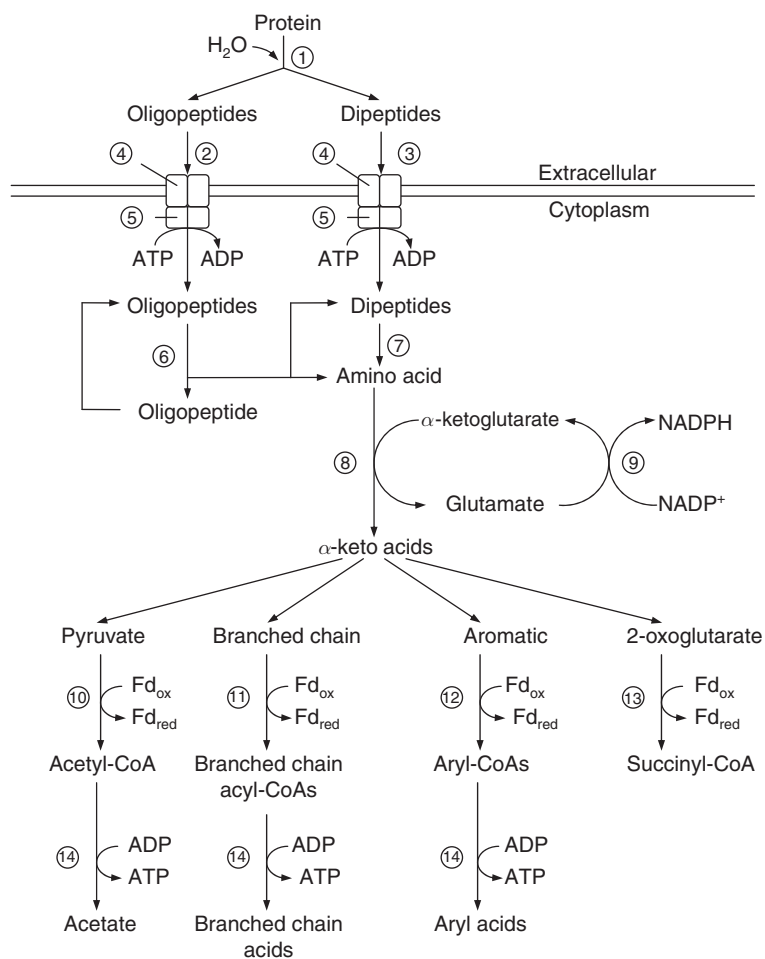 Protein
H₂O
①
Oligopeptides
Dipeptides
④ ② ④ ③
Extracellular
Cytoplasm
⑤ ⑤
ATP ADP ATP ADP
Oligopeptides
Dipeptides
⑥ ⑦
Amino acid
Oligopeptide
α-ketoglutarate NADPH
⑧ ⑨
Glutamate NADP⁺
α-keto acids
Pyruvate Branched chain Aromatic 2-oxoglutarate
Fdox Fdox Fdox Fdox
⑩ ⑪ ⑫ ⑬
Fdred Fdred Fdred Fdred
Acetyl-CoA Branched chain Aryl-CoAs Succinyl-CoA
acyl-CoAs
ADP ADP ADP
⑭ ⑭ ⑭
ATP ATP ATP
Acetate Branched chain Aryl acids
acids